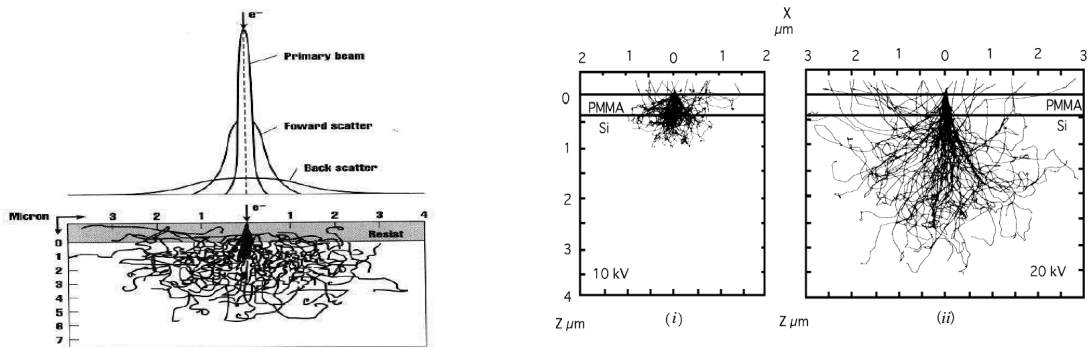 e⁻
Primary beam
Foward scatter
Back scatter
Micron
3 2 1 0 1 2 3 4
e⁻
Resist
0
1
2
3
4
5
6
7
X
μm
2 1 0 1 2
0
PMMA
Si
1
2
3
4
10 kV
Z μm
(i)
3 2 1 0 1 2 3
PMMA
Si
20 kV
Z μm
(ii)